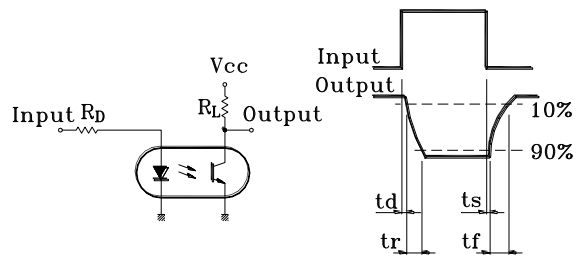 Vcc
Input RD RL Output
Input
Output
10%
90%
td ts
tr tf